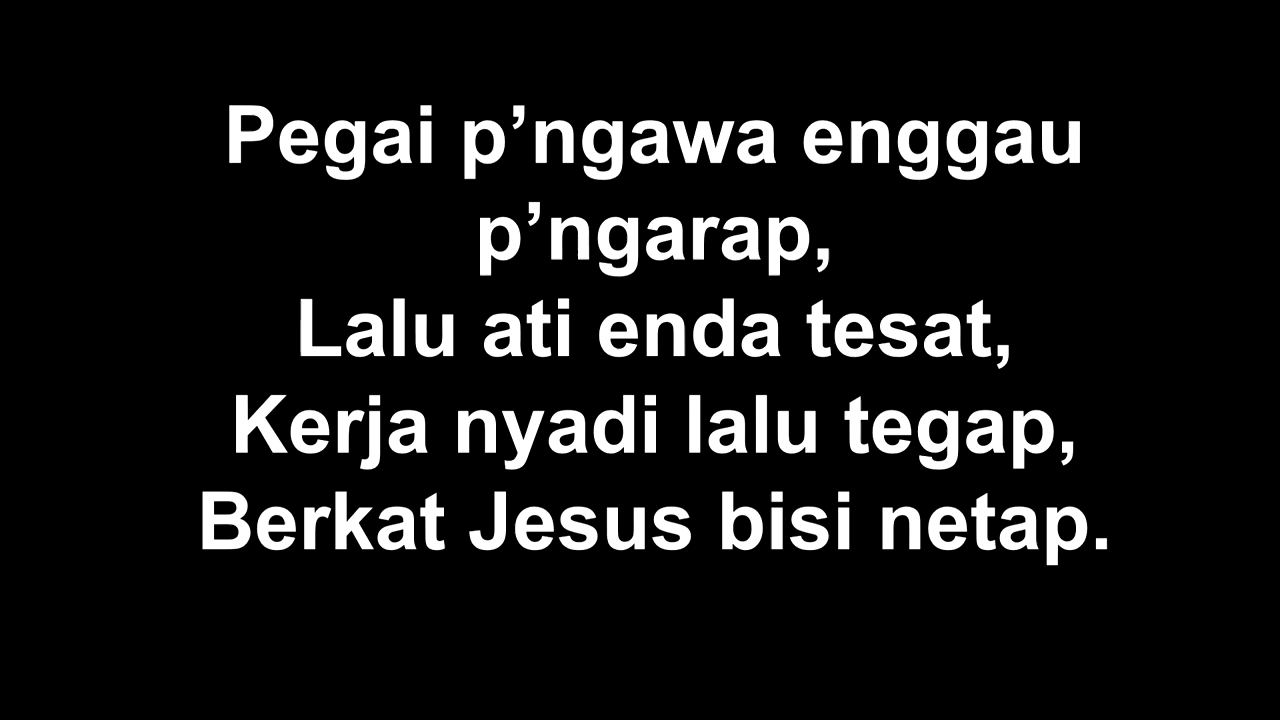 Pegai p’ngawa enggau
p’ngarap,
Lalu ati enda tesat,
Kerja nyadi lalu tegap,
Berkat Jesus bisi netap.